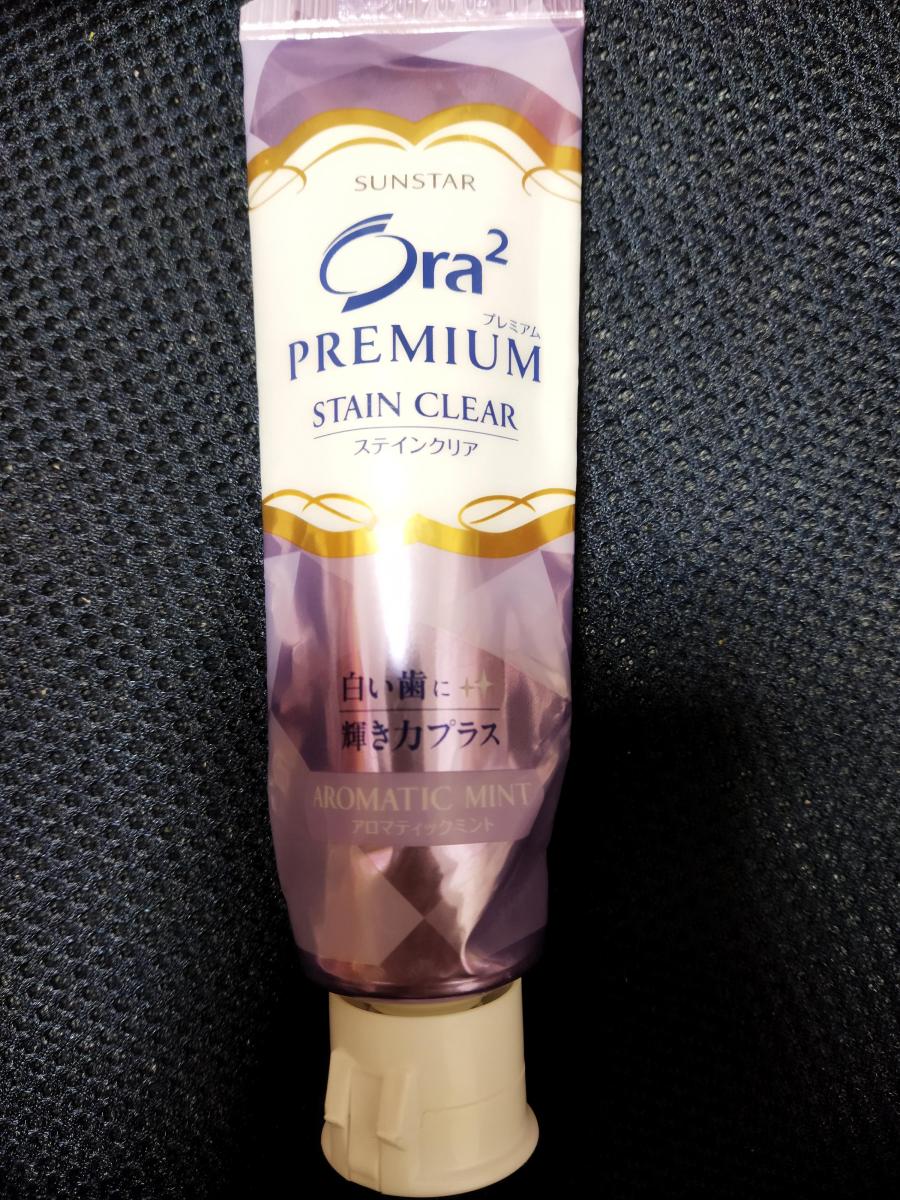 SUNSTAR
Ora²
プレミアム
PREMIUM
STAIN CLEAR
ステインクリア
白い歯に
輝き力プラス
AROMATIC MINT
アロマティックミント